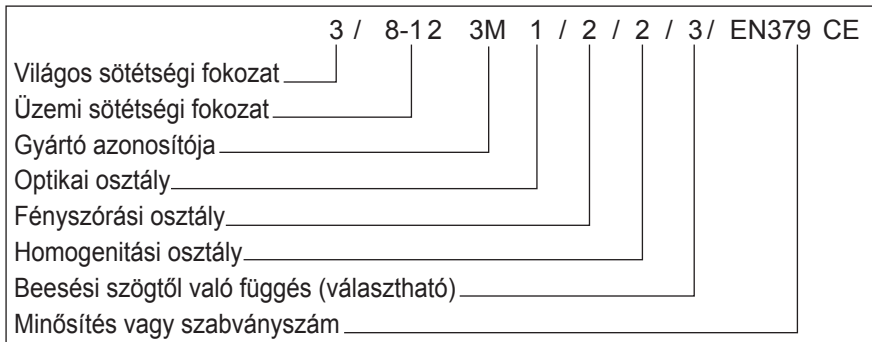 3 / 8-12 3M 1 / 2 / 2 / 3/ EN379 CE
Világos sötétségi fokozat
Üzemi sötétségi fokozat
Gyártó azonosítója
Optikai osztály
Fényszórási osztály
Homogenitási osztály
Beesési szögtől való függés (választható)
Minősítés vagy szabványszám